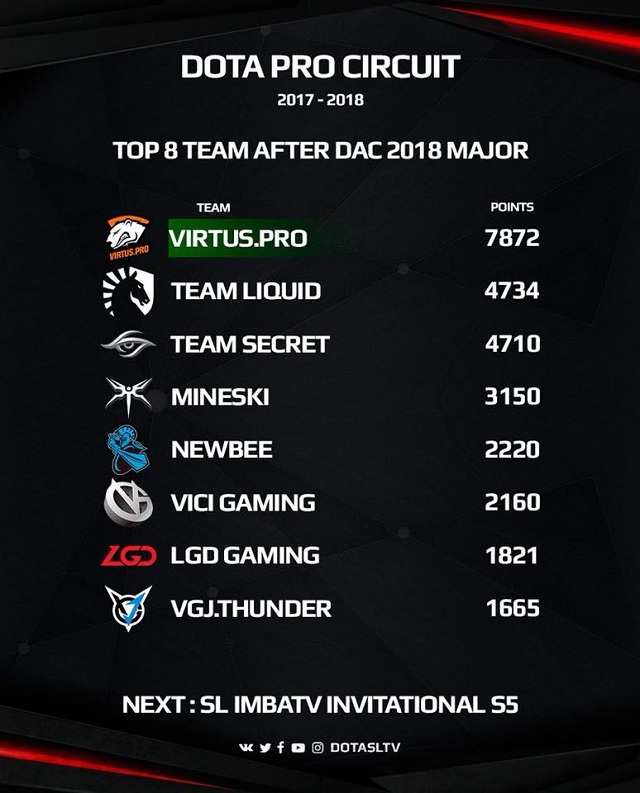 DOTA PRO CIRCUIT
2017 - 2018
TOP 8 TEAM AFTER DAC 2018 MAJOR
TEAM POINTS
VIRTUS.PRO VIRTUS.PRO 7872
TEAM LIQUID 4734
TEAM SECRET 4710
MINESKI 3150
NEWBEE 2220
VG VICI GAMING 2160
LGD LGD GAMING 1821
VGJ.THUNDER 1665
NEXT : SL IMBATV INVITATIONAL S5
DOTASLTV